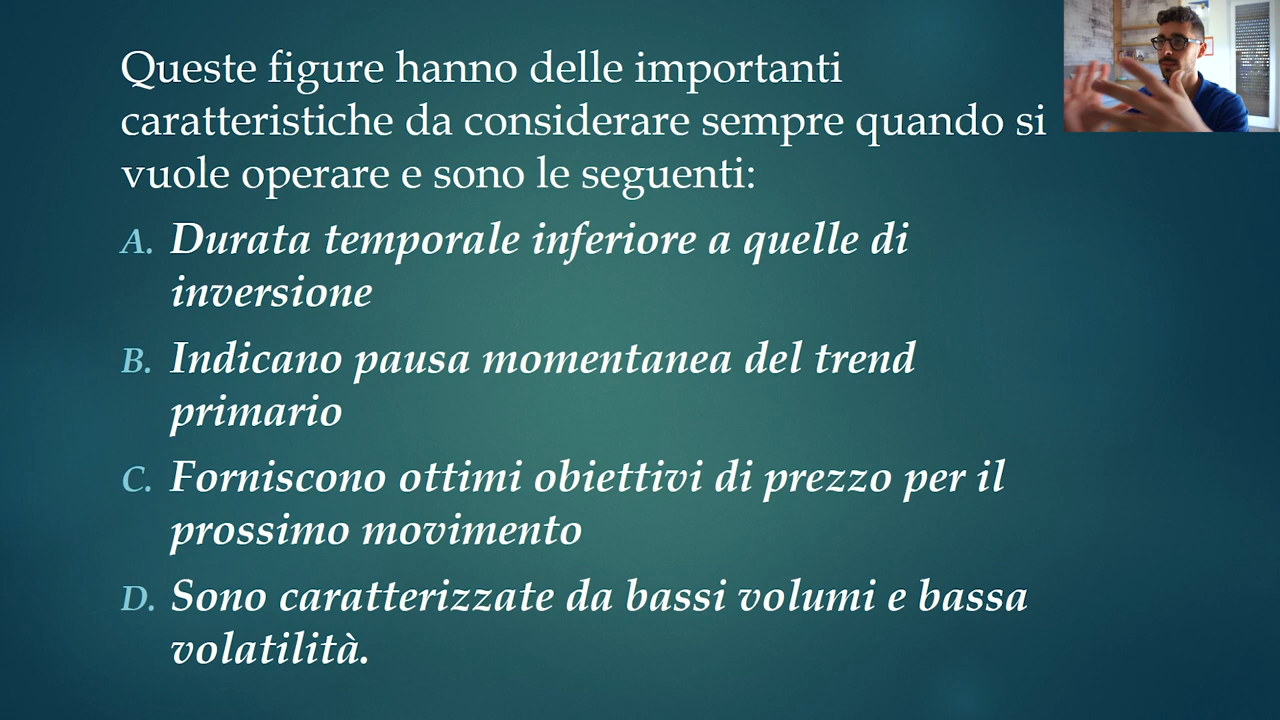 Queste figure hanno delle importanti
caratteristiche da considerare sempre quando si
vuole operare e sono le seguenti:
A. Durata temporale inferiore a quelle di
inversione
B. Indicano pausa momentanea del trend
primario
C. Forniscono ottimi obiettivi di prezzo per il
prossimo movimento
D. Sono caratterizzate da bassi volumi e bassa
volatilità.